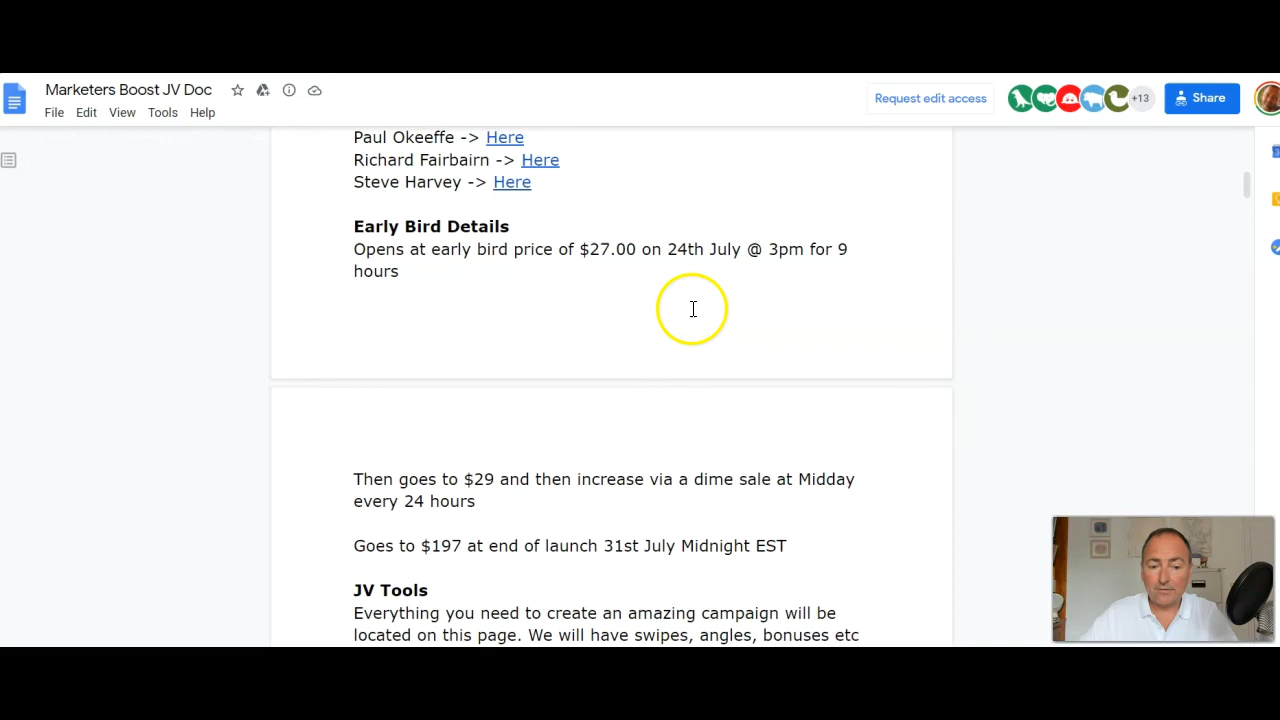 Marketers Boost JV Doc
File Edit View Tools Help
Request edit access
+13
Share
Paul Okeeffe -> Here
Richard Fairbairn -> Here
Steve Harvey -> Here
Early Bird Details
Opens at early bird price of $27.00 on 24th July @ 3pm for 9
hours
Then goes to $29 and then increase via a dime sale at Midday
every 24 hours
Goes to $197 at end of launch 31st July Midnight EST
JV Tools
Everything you need to create an amazing campaign will be
located on this page. We will have swipes, angles, bonuses etc